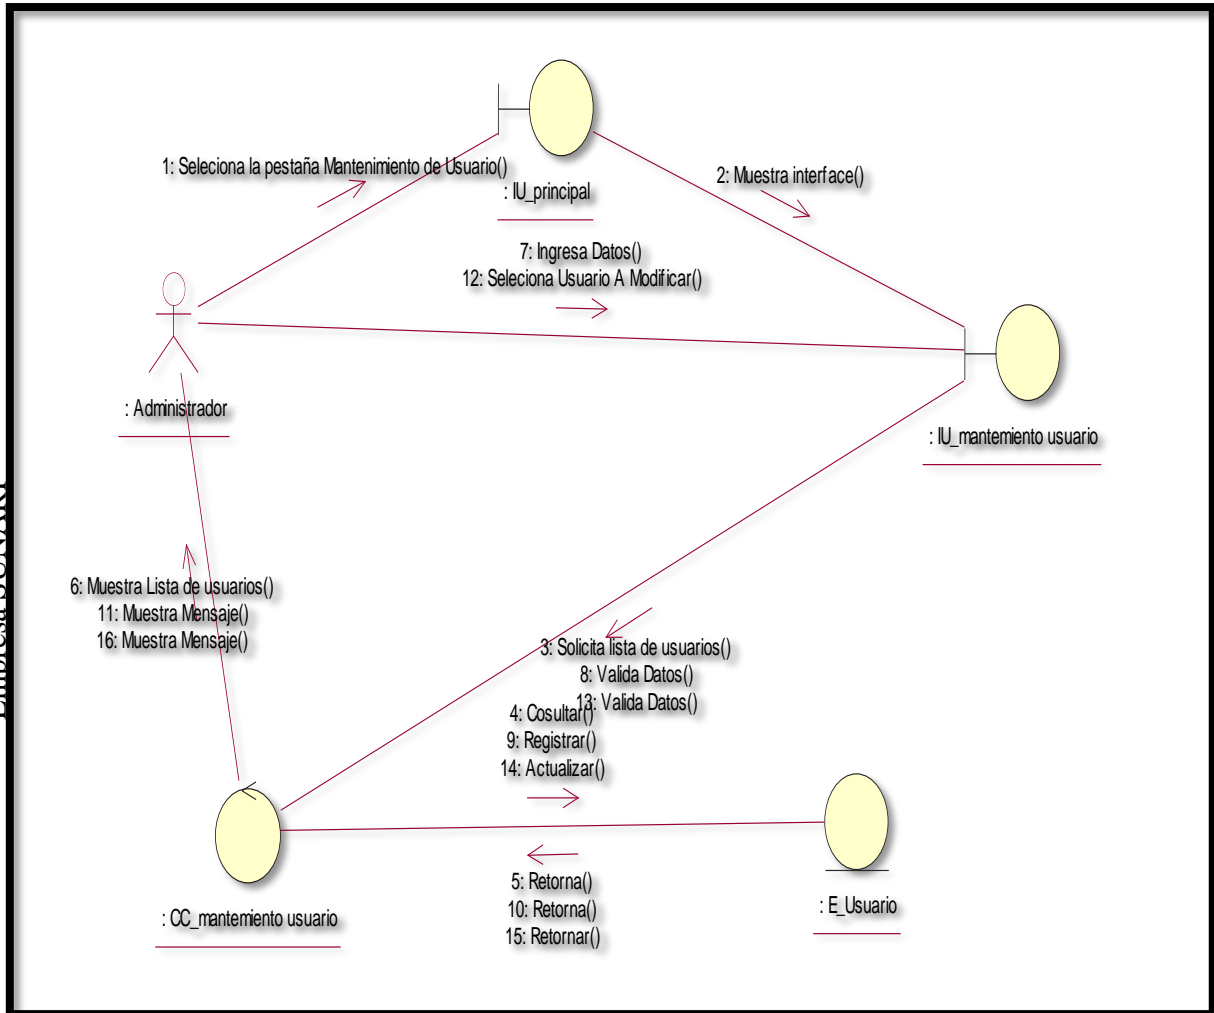 1: Seleciona la pestaña Mantenimiento de Usuario()
: IU_principal
2: Muestra interface()
7: Ingresa Datos()
12: Seleciona Usuario A Modificar()
: Administrador
: IU_mantemiento usuario
6: Muestra Lista de usuarios()
11: Muestra Mensaje()
16: Muestra Mensaje()
3: Solicita lista de usuarios()
8: Valida Datos()
13: Valida Datos()
4: Cosultar()
9: Registrar()
14: Actualizar()
5: Retorna()
10: Retorna()
15: Retornar()
: CC_mantemiento usuario
: E_Usuario